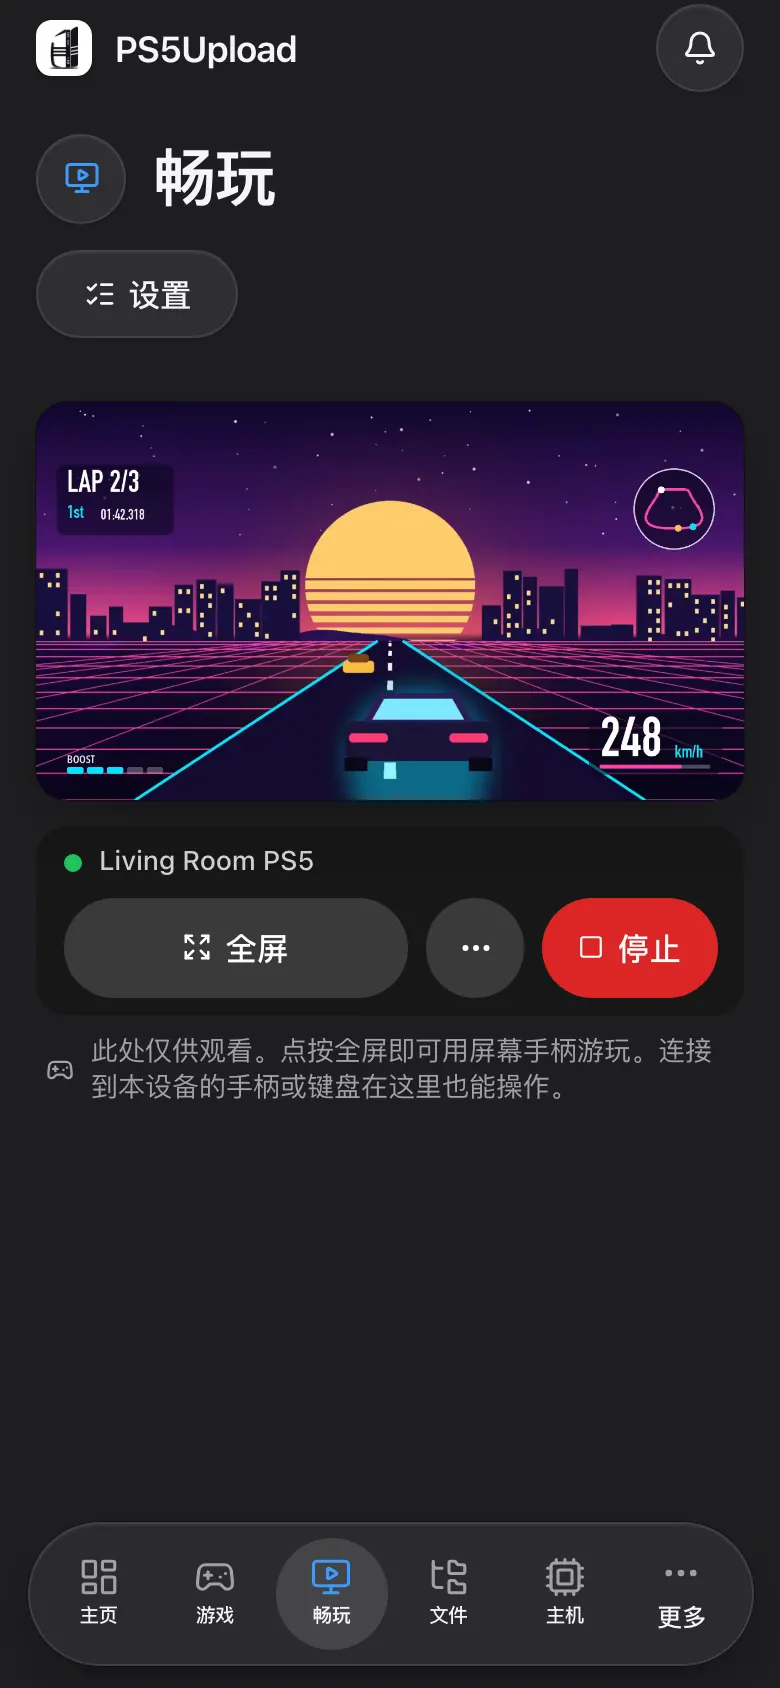 PS5Upload
畅玩
设置
LAP 2/3
1st 01:42.318
248 km/h
BOOST
Living Room PS5
全屏
停止
此处仅供观看。点按全屏即可用屏幕手柄游玩。连接
到本设备的手柄或键盘在这里也能操作。
主页
游戏
畅玩
文件
主机
更多